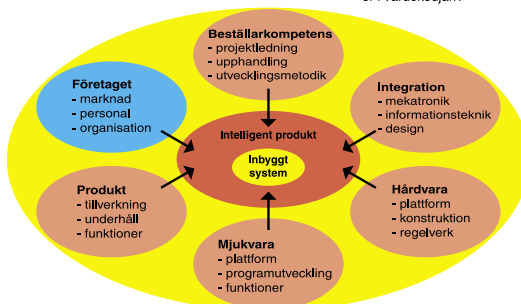 Beställarkompetens
- projektledning
- upphandling
- utvecklingsmetodik
Företaget
- marknad
- personal
- organisation
Integration
- mekatronik
- informationsteknik
- design
Intelligent produkt
Inbyggt
system
Produkt
- tillverkning
- underhåll
- funktioner
Hårdvara
- plattform
- konstruktion
- regelverk
Mjukvara
- plattform
- programutveckling
- funktioner